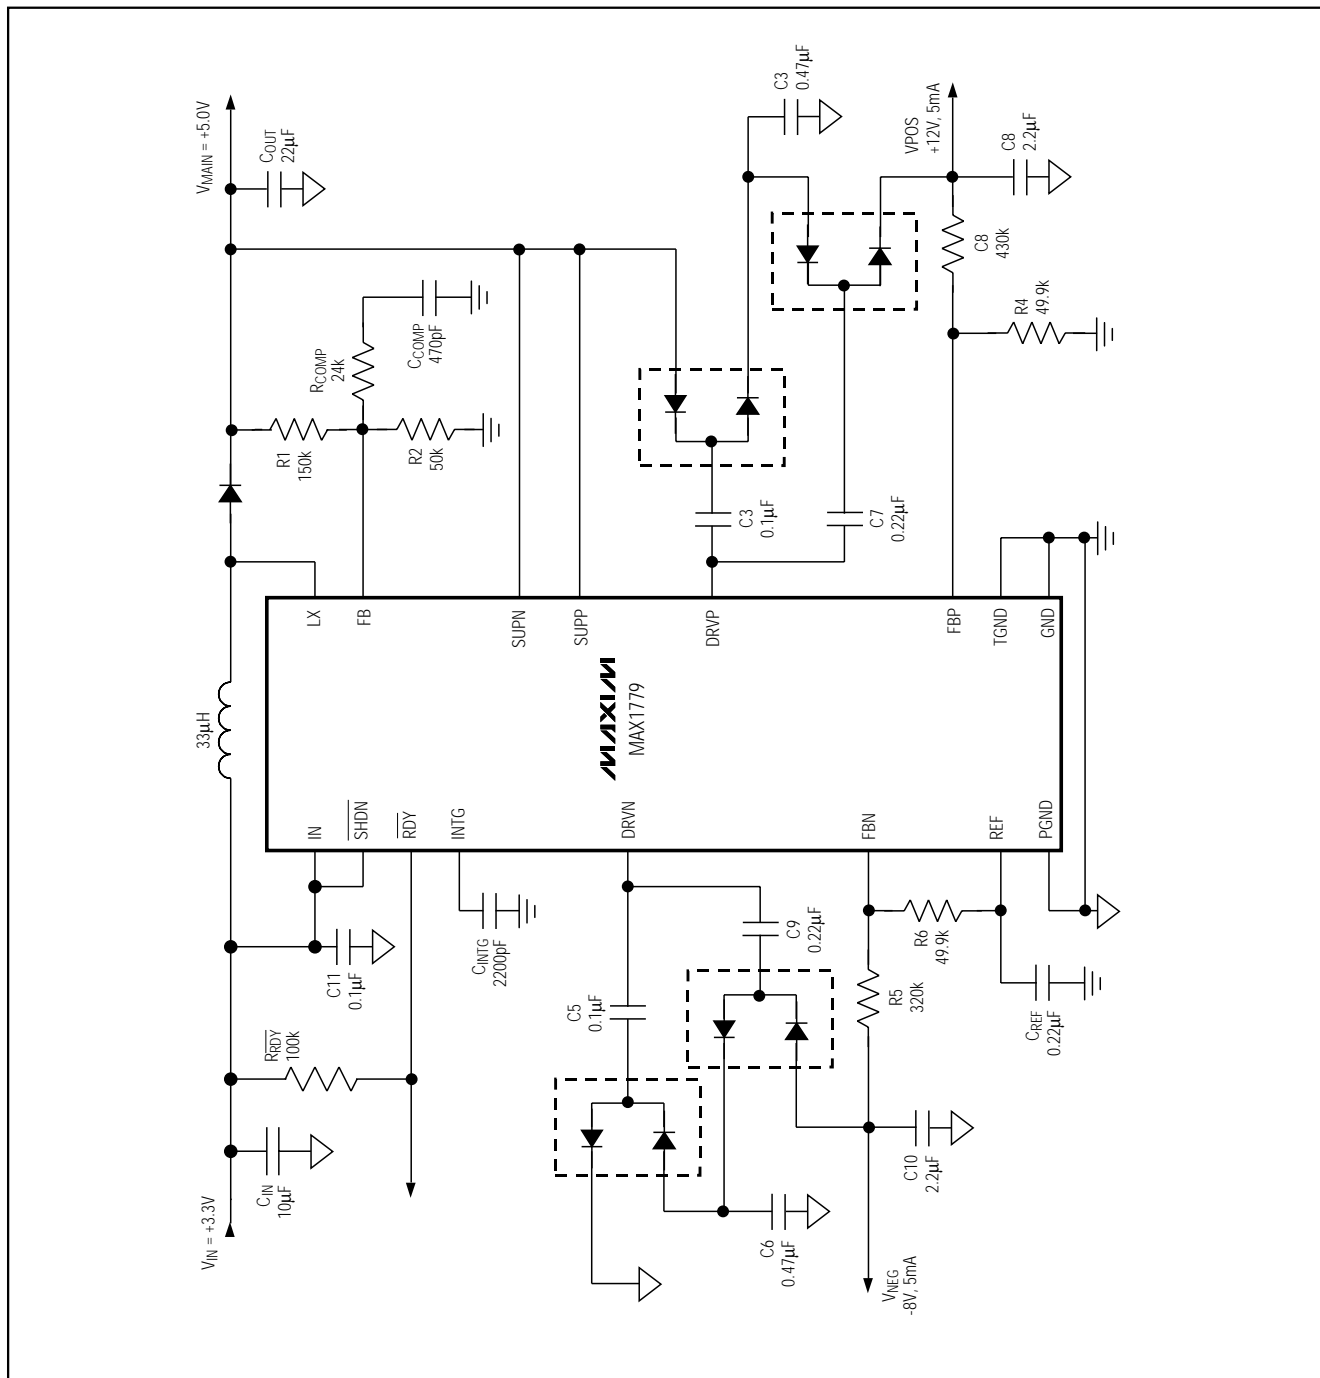 VIN = +3.3V
CIN
10µF
RRDY
100k
C11
0.1µF
33µH
VMAIN = +5.0V
COUT
22µF
R1
150k
RCOMP
24k
R2
50k
CCOMP
470pF
IN
SHDN
RDY
INTG
DRVN
FBN
REF
PGND
LX
FB
SUPN
SUPP
DRVP
FBP
TGND
GND
MAXIM
MAX1779
CINTG
2200pF
C5
0.1µF
C9
0.22µF
C6
0.47µF
R6
49.9k
R5
320k
CREF
0.22µF
C10
2.2µF
VNEG
-8V, 5mA
C3
0.1µF
C7
0.22µF
C3
0.47µF
VPOS
+12V, 5mA
C8
2.2µF
C8
430k
R4
49.9k